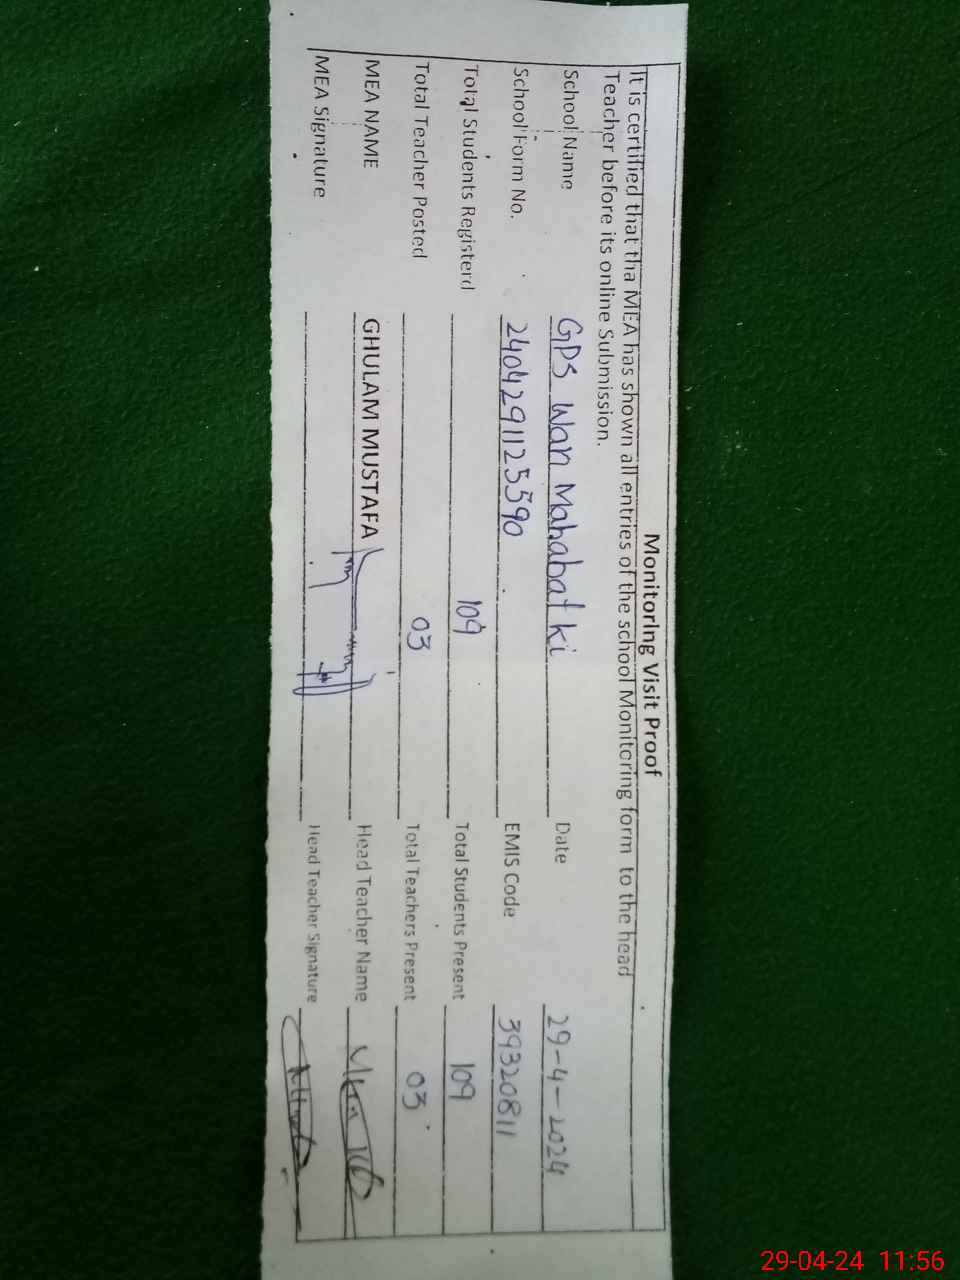 Monitoring Visit Proof
It is certified that tha MEA has shown all entries of the school Monitoring form to the head
Teacher before its online Submission.
School Name GPS Wan Mahabat ki Date 29-4-2024
School Form No. 2404291125590 EMIS Code 39320811
Total Students Registerd 109 Total Students Present 109
Total Teacher Posted 03 Total Teachers Present 03
MEA NAME GHULAM MUSTAFA Head Teacher Name
MEA Signature Head Teacher Signature
29-04-24 11:56